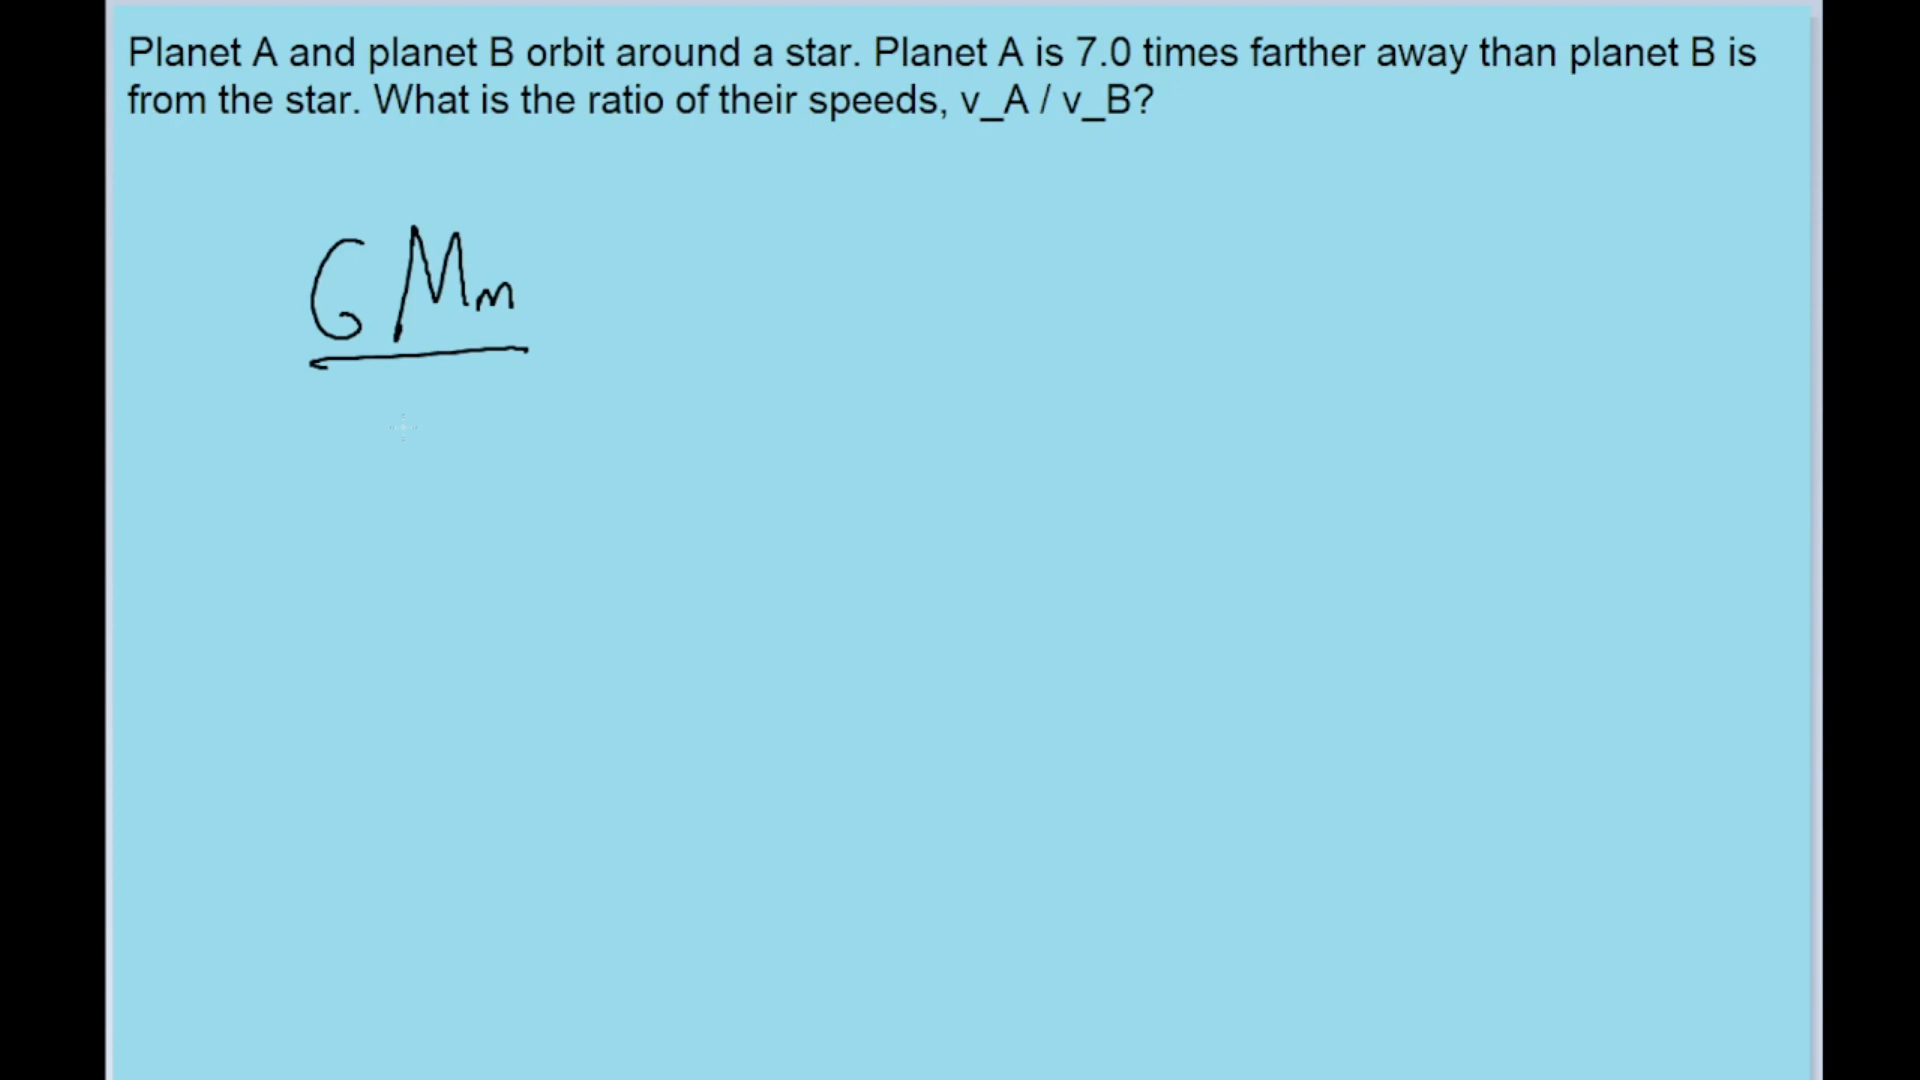 Planet A and planet B orbit around a star. Planet A is 7.0 times farther away than planet B is
from the star. What is the ratio of their speeds, v_A / v_B?
GMm